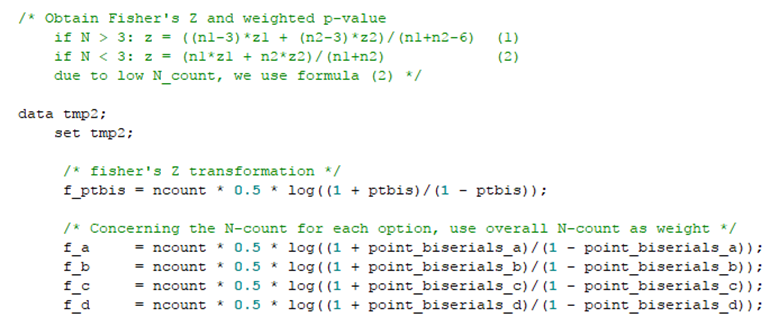 /* Obtain Fisher's Z and weighted p-value
if N > 3: z = ((n1-3)*z1 + (n2-3)*z2)/(n1+n2-6) (1)
if N < 3: z = (n1*z1 + n2*z2)/(n1+n2) (2)
due to low N_count, we use formula (2) */
data tmp2;
set tmp2;
/* fisher's Z transformation */
f_ptbis = ncount * 0.5 * log((1 + ptbis)/(1 - ptbis));
/* Concerning the N-count for each option, use overall N-count as weight */
f_a = ncount * 0.5 * log((1 + point_biserials_a)/(1 - point_biserials_a));
f_b = ncount * 0.5 * log((1 + point_biserials_b)/(1 - point_biserials_b));
f_c = ncount * 0.5 * log((1 + point_biserials_c)/(1 - point_biserials_c));
f_d = ncount * 0.5 * log((1 + point_biserials_d)/(1 - point_biserials_d));